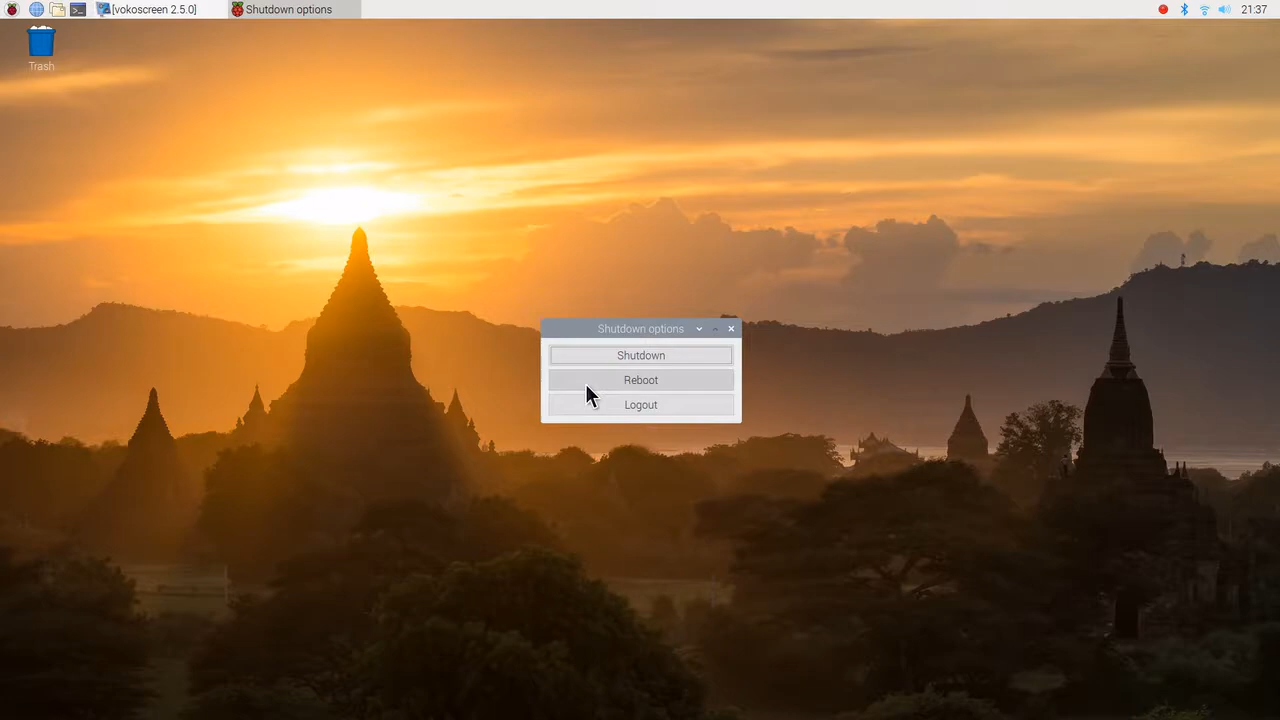 [vokoscreen 2.5.0]
Shutdown options
21:37
Trash
Shutdown options
Shutdown
Reboot
Logout